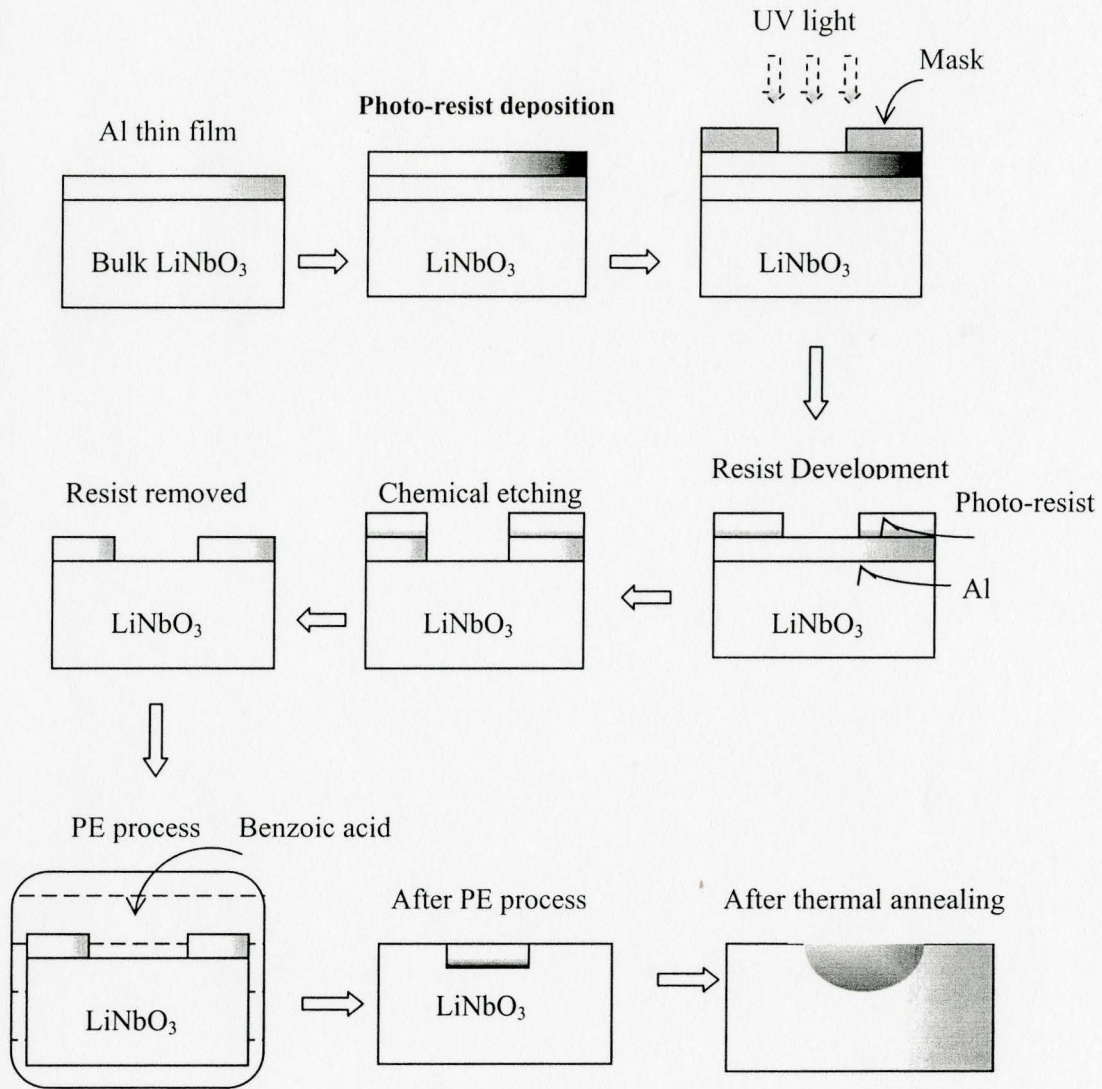 UV light
Mask
Photo-resist deposition
Al thin film
Bulk LiNbO₃
LiNbO₃
LiNbO₃
Resist Development
Photo-resist
Al
LiNbO₃
Chemical etching
LiNbO₃
Resist removed
LiNbO₃
PE process
Benzoic acid
LiNbO₃
After PE process
LiNbO₃
After thermal annealing